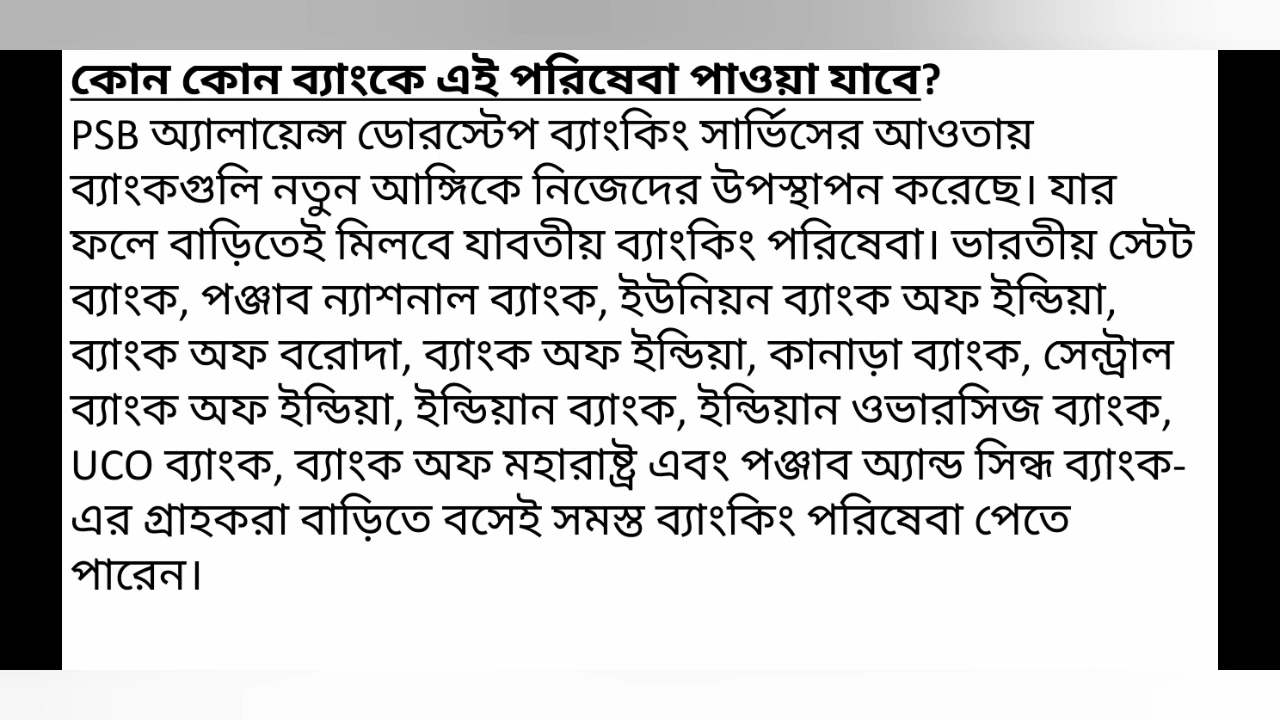 কোন কোন ব্যাংকে এই পরিষেবা পাওয়া যাবে?
PSB অ্যালায়েন্স ডোরস্টেপ ব্যাংকিং সার্ভিসের আওতায়
ব্যাংকগুলি নতুন আঙ্গিকে নিজেদের উপস্থাপন করেছে। যার
ফলে বাড়িতেই মিলবে যাবতীয় ব্যাংকিং পরিষেবা। ভারতীয় স্টেট
ব্যাংক, পঞ্জাব ন্যাশনাল ব্যাংক, ইউনিয়ন ব্যাংক অফ ইন্ডিয়া,
ব্যাংক অফ বরোদা, ব্যাংক অফ ইন্ডিয়া, কানাড়া ব্যাংক, সেন্ট্রাল
ব্যাংক অফ ইন্ডিয়া, ইন্ডিয়ান ব্যাংক, ইন্ডিয়ান ওভারসিজ ব্যাংক,
UCO ব্যাংক, ব্যাংক অফ মহারাষ্ট্র এবং পঞ্জাব অ্যান্ড সিন্ধ ব্যাংক-
এর গ্রাহকরা বাড়িতে বসেই সমস্ত ব্যাংকিং পরিষেবা পেতে
পারেন।